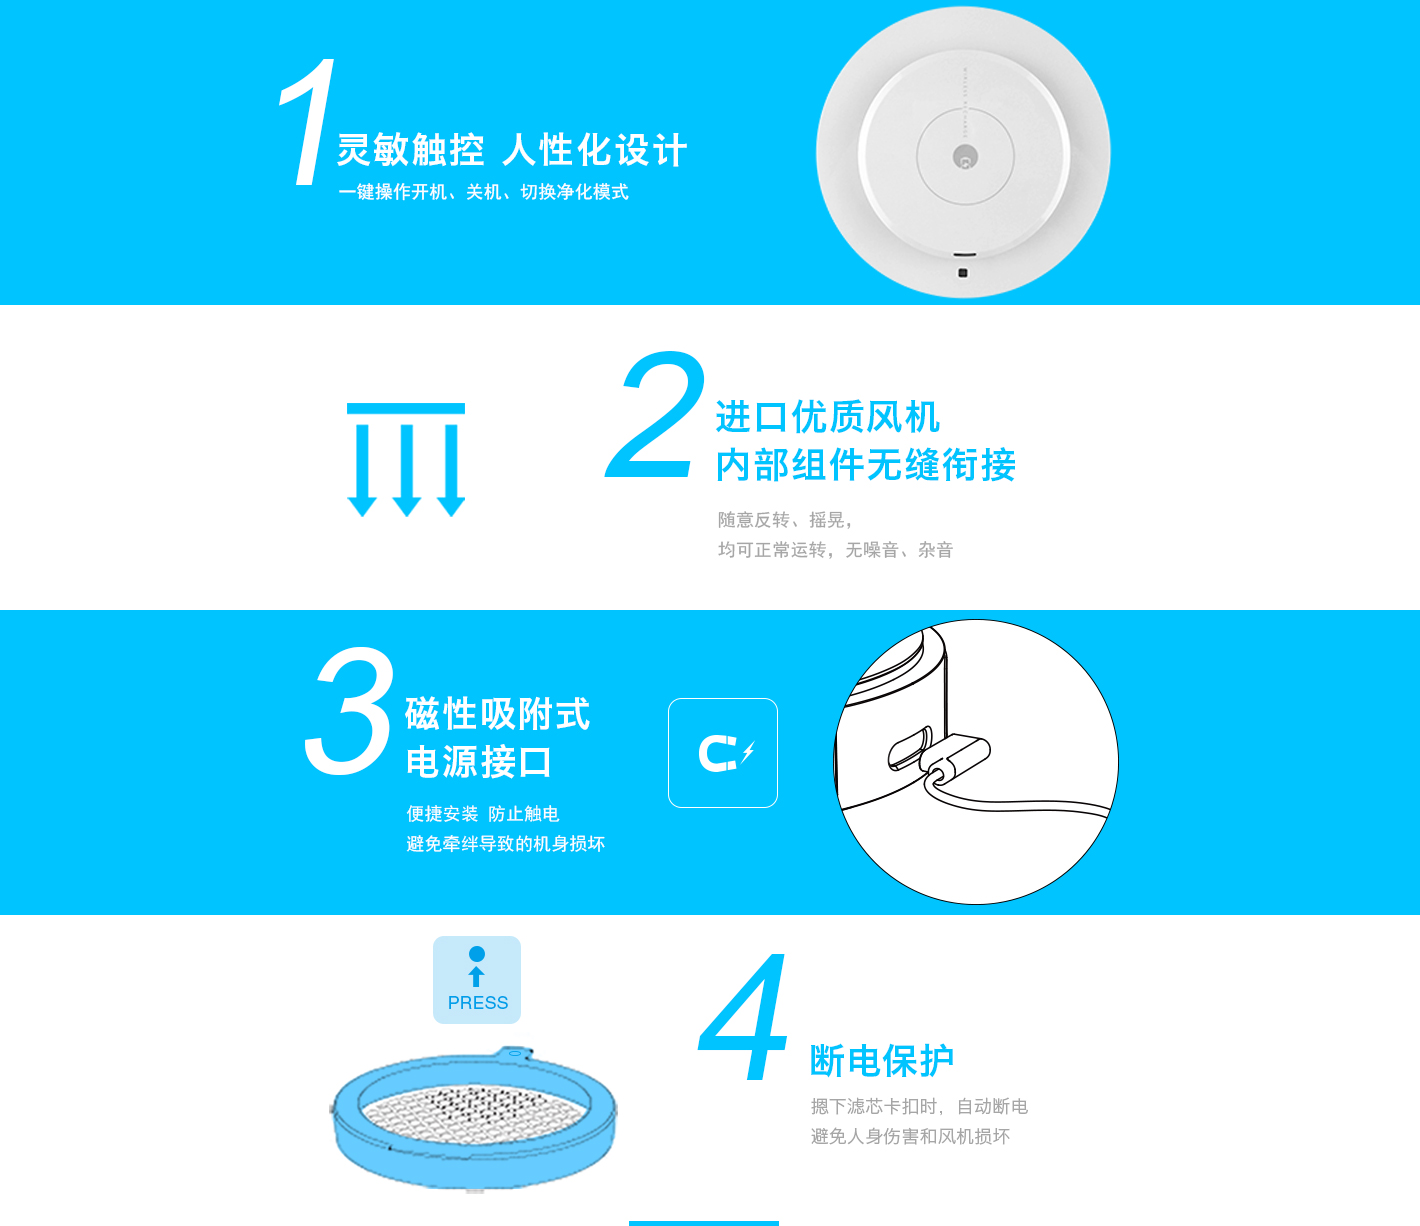 1
灵敏触控 人性化设计
一键操作开机、关机、切换净化模式
2
进口优质风机
内部组件无缝衔接
随意反转、摇晃，
均可正常运转，无噪音、杂音
3
磁性吸附式
电源接口
便捷安装 防止触电
避免牵绊导致的机身损坏
PRESS
4
断电保护
摁下滤芯卡扣时，自动断电
避免人身伤害和风机损坏